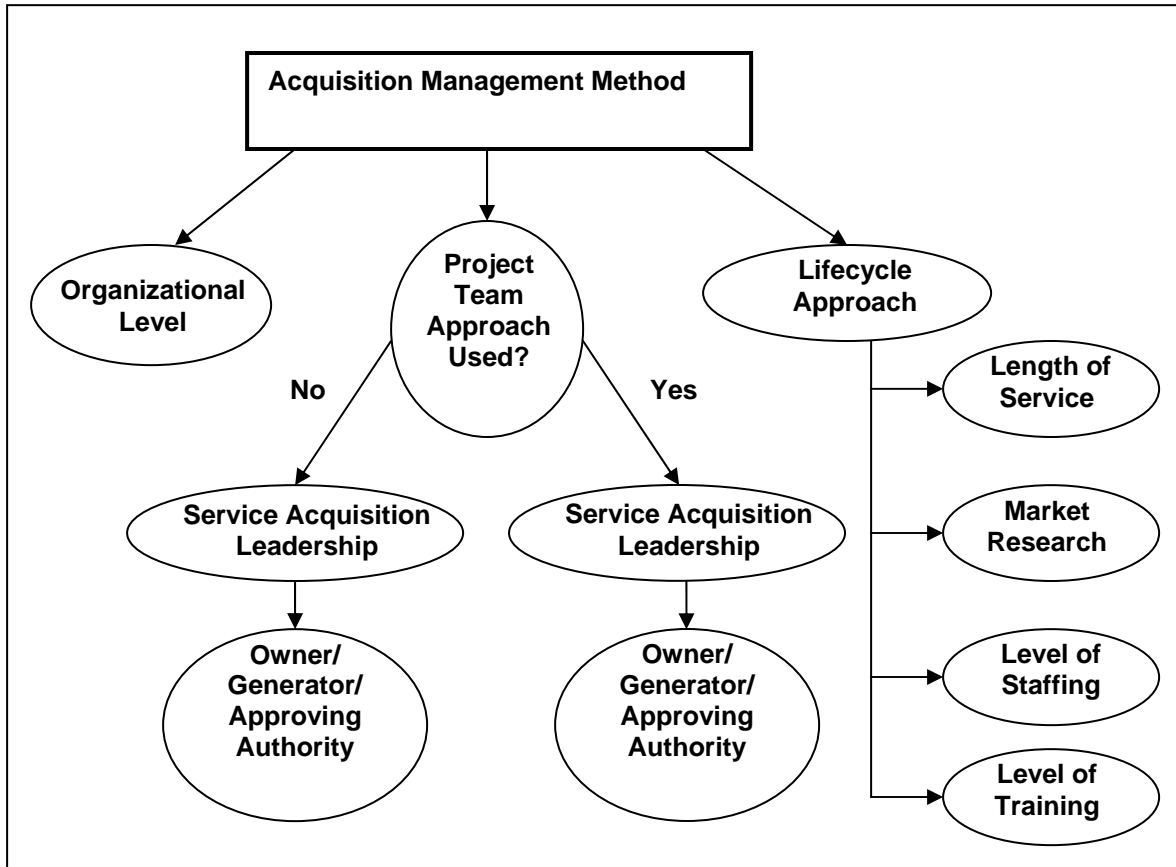 Acquisition Management Method
Organizational
Level
Project
Team
Approach
Used?
Lifecycle
Approach
No
Yes
Length of
Service
Market
Research
Level of
Staffing
Level of
Training
Service Acquisition
Leadership
Service Acquisition
Leadership
Owner/
Generator/
Approving
Authority
Owner/
Generator/
Approving
Authority